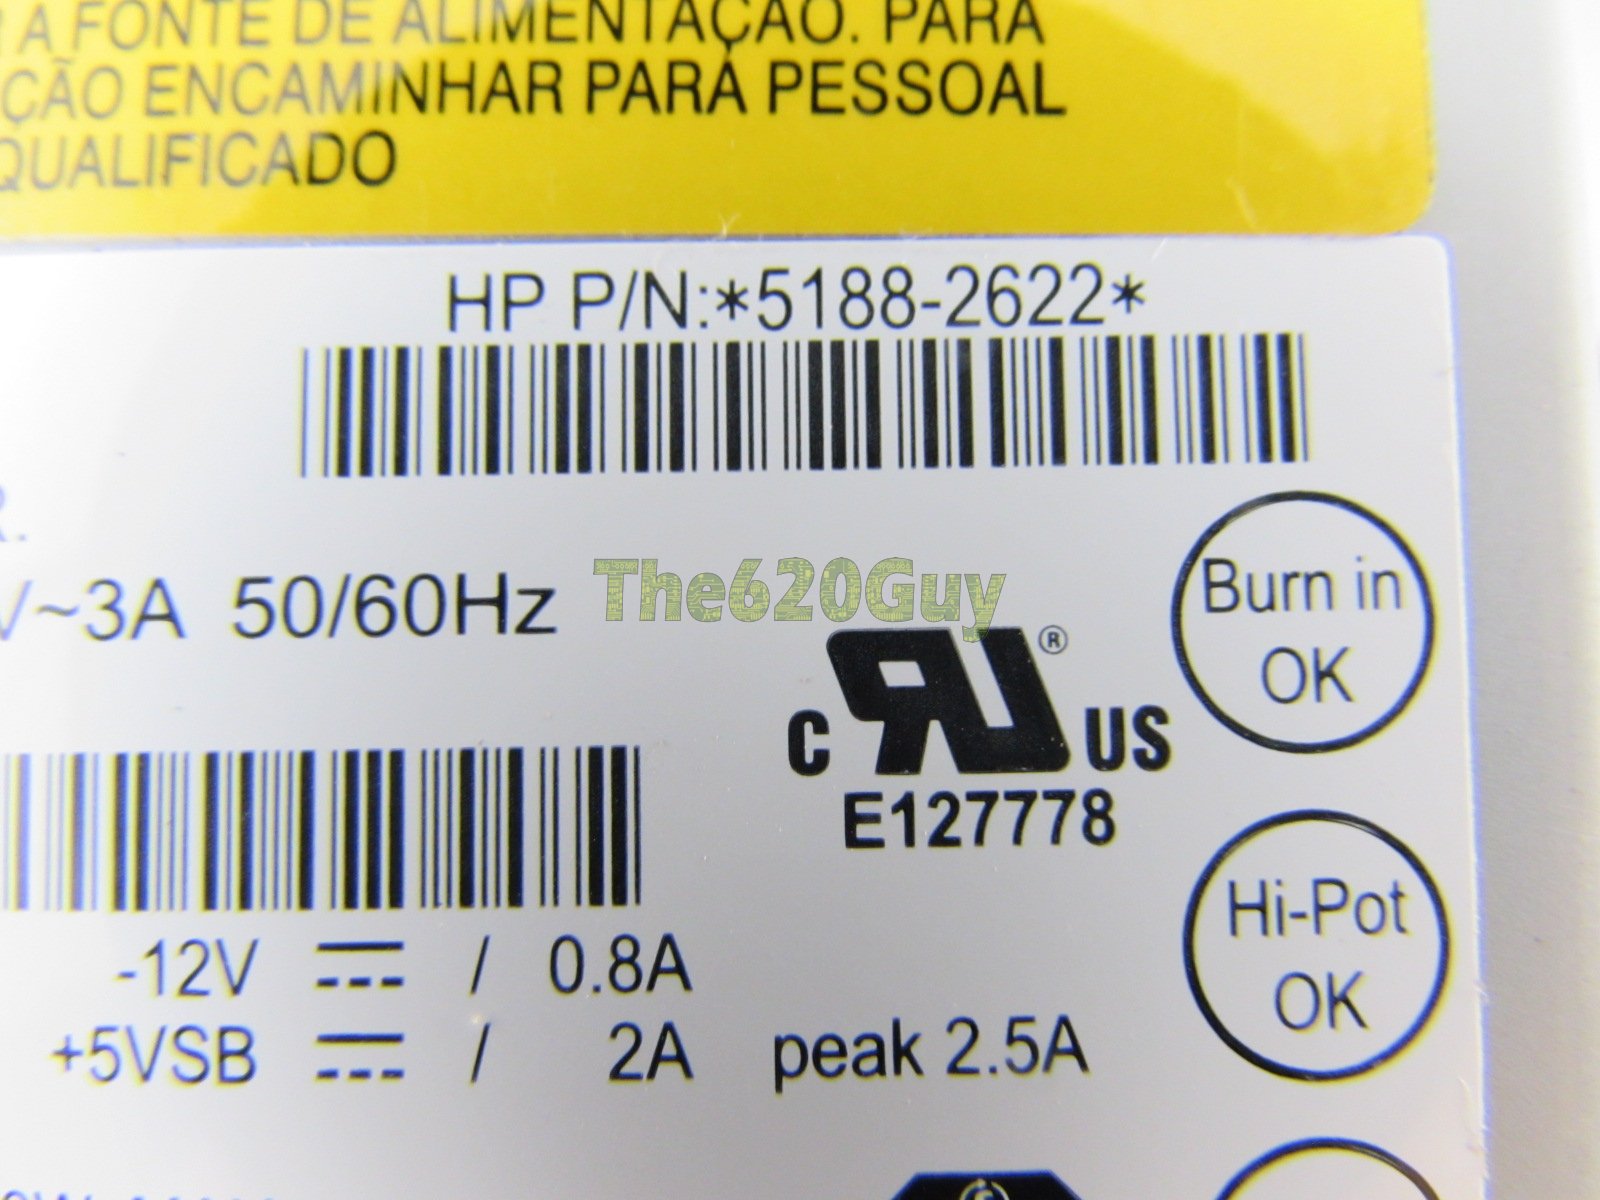 A FONTE DE ALIMENTAÇÃO. PARA
ÇÃO ENCAMINHAR PARA PESSOAL
QUALIFICADO
HP P/N:*5188-2622*
R.
V~3A 50/60Hz
The620Guy
Burn in
OK
®
C UL US
E127778
Hi-Pot
OK
-12V ⎓ / 0.8A
+5VSB ⎓ / 2A peak 2.5A